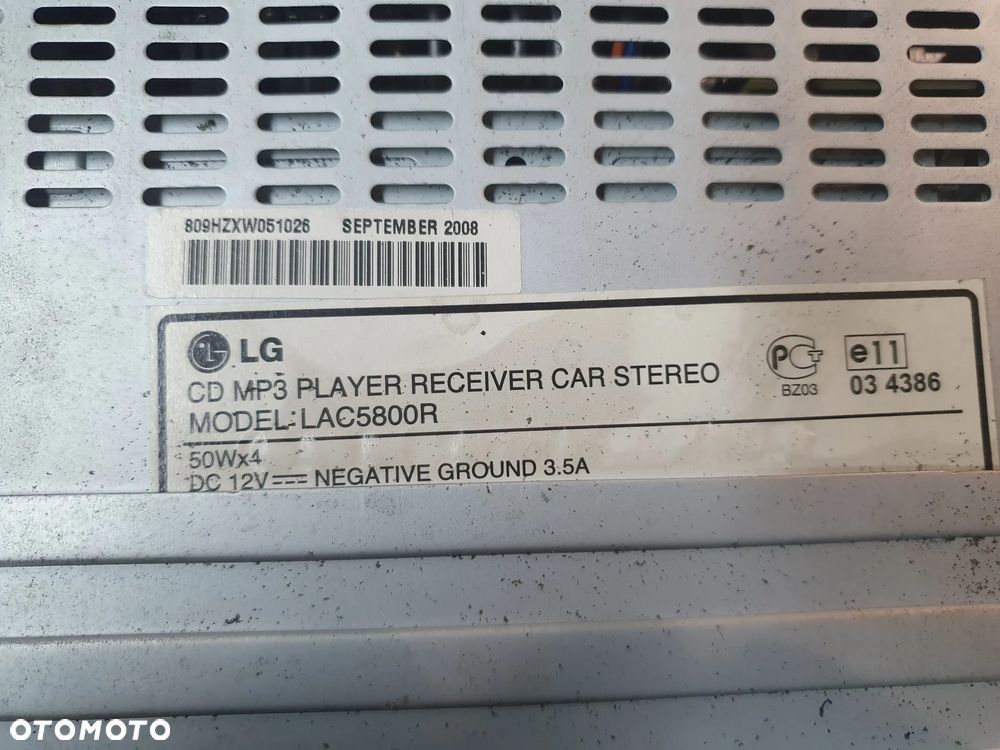 809HZXW051026 SEPTEMBER 2008
LG
CD MP3 PLAYER RECEIVER CAR STEREO
MODEL:LAC5800R
PCT
BZ03
e11
03 4386
50Wx4
DC 12V NEGATIVE GROUND 3.5A
OTOMOTO